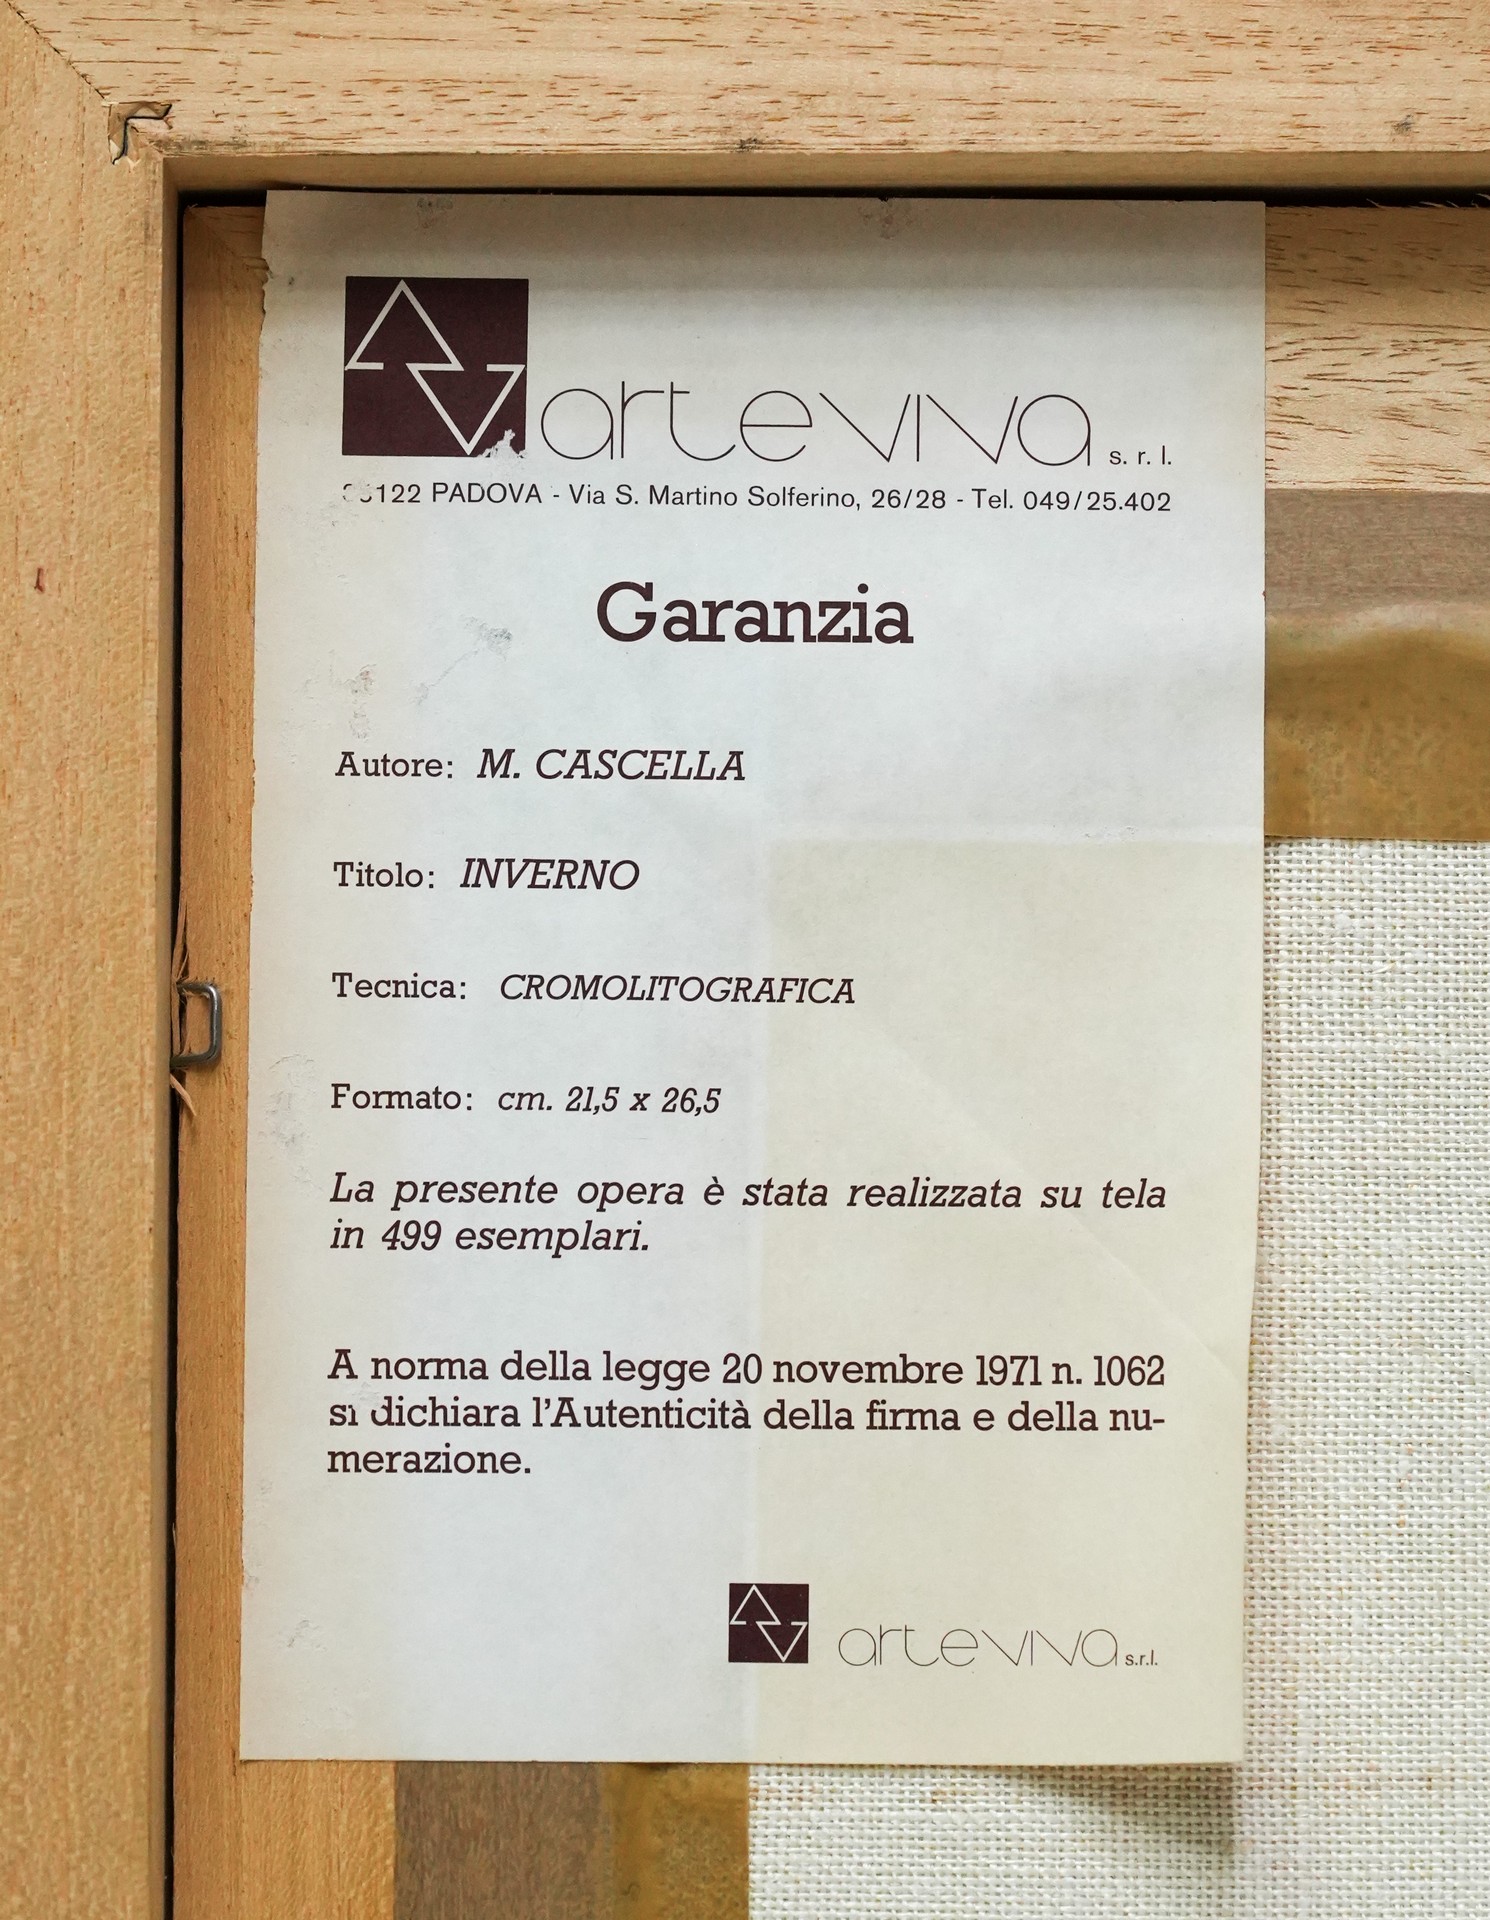 arteviva s. r. l.
PADOVA - Via S. Martino Solferino, 26/28 - Tel. 049/25.402
Garanzia
Autore: M. CASCELLA
Titolo: INVERNO
Tecnica: CROMOLITOGRAFICA
Formato: cm. 21,5 x 26,5
La presente opera è stata realizzata su tela
in 499 esemplari.
A norma della legge 20 novembre 1971 n. 1062
si dichiara l'Autenticità della firma e della nu-
merazione.
arteviva s.r.l.